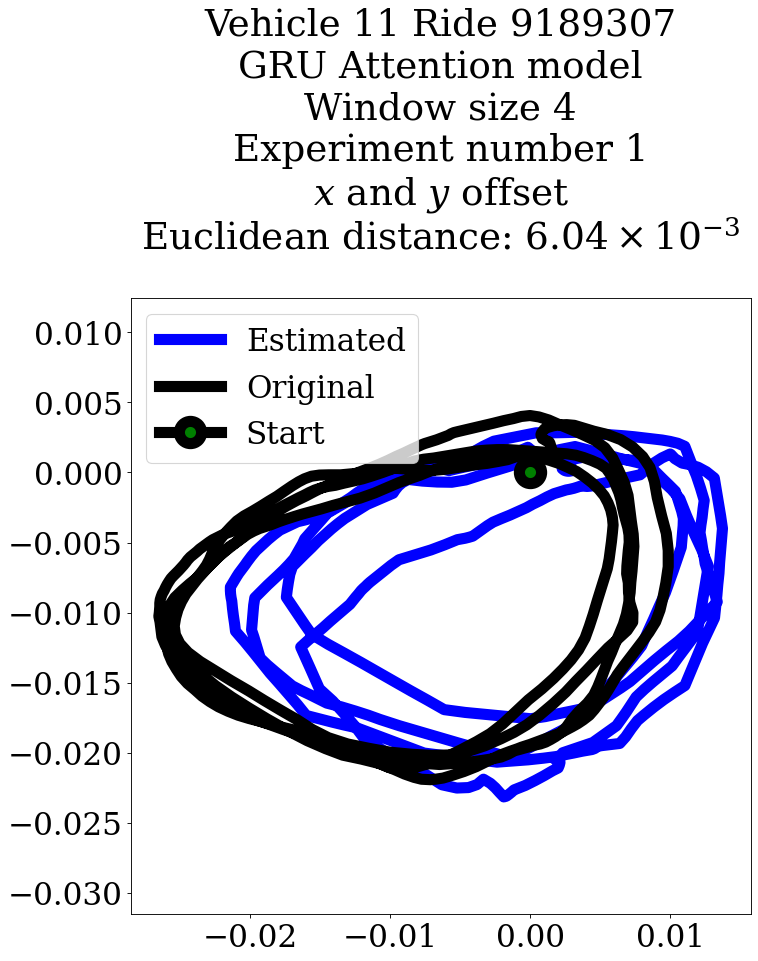 Vehicle 11 Ride 9189307
GRU Attention model
Window size 4
Experiment number 1
x and y offset
Euclidean distance: 6.04 × 10⁻³
Estimated
Original
Start
0.010
0.005
0.000
−0.005
−0.010
−0.015
−0.020
−0.025
−0.030
−0.02 −0.01 0.00 0.01